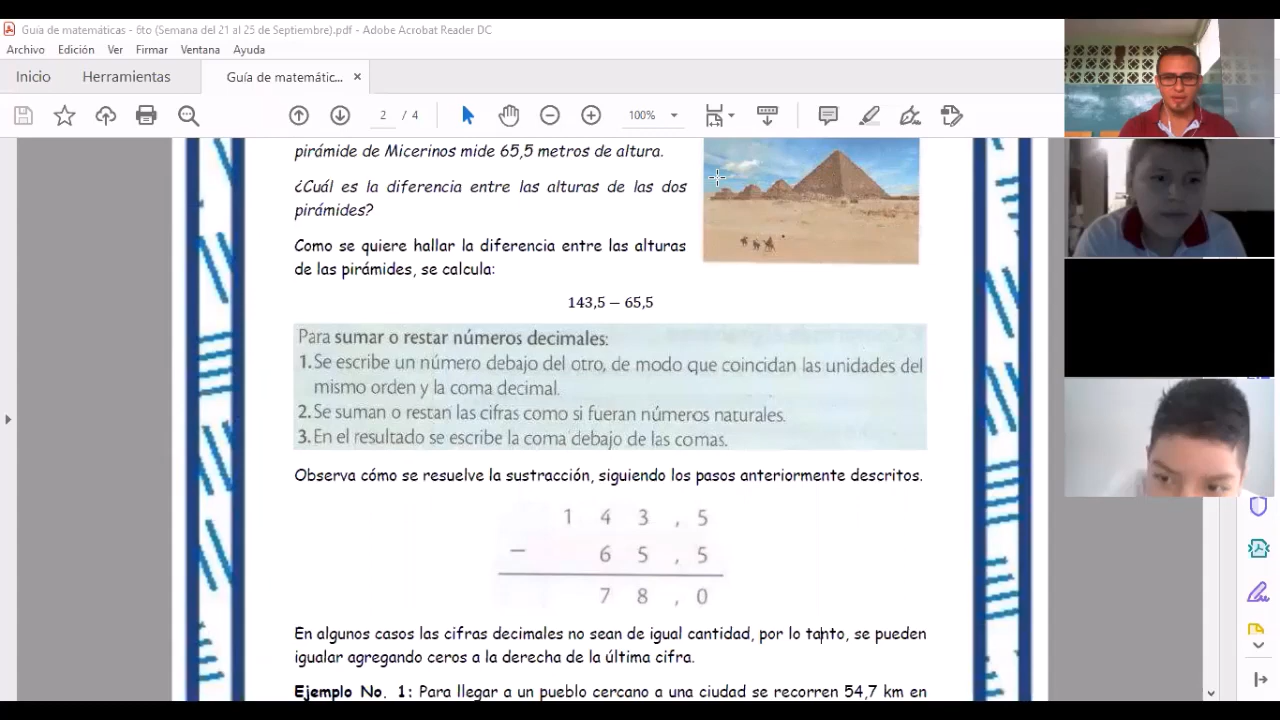 Guía de matemáticas - 6to (Semana del 21 al 25 de Septiembre).pdf - Adobe Acrobat Reader DC
Archivo Edición Ver Firmar Ventana Ayuda
Inicio Herramientas Guía de matemátic... ×
2 / 4 100%
pirámide de Micerinos mide 65,5 metros de altura.
¿Cuál es la diferencia entre las alturas de las dos
pirámides?
Como se quiere hallar la diferencia entre las alturas
de las pirámides, se calcula:
143,5 – 65,5
Para sumar o restar números decimales:
1. Se escribe un número debajo del otro, de modo que coincidan las unidades del
mismo orden y la coma decimal.
2. Se suman o restan las cifras como si fueran números naturales.
3. En el resultado se escribe la coma debajo de las comas.
Observa cómo se resuelve la sustracción, siguiendo los pasos anteriormente descritos.
1 4 3 , 5
– 6 5 , 5
7 8 , 0
En algunos casos las cifras decimales no sean de igual cantidad, por lo tanto, se pueden
igualar agregando ceros a la derecha de la última cifra.
Ejemplo No. 1: Para llegar a un pueblo cercano a una ciudad se recorren 54,7 km en